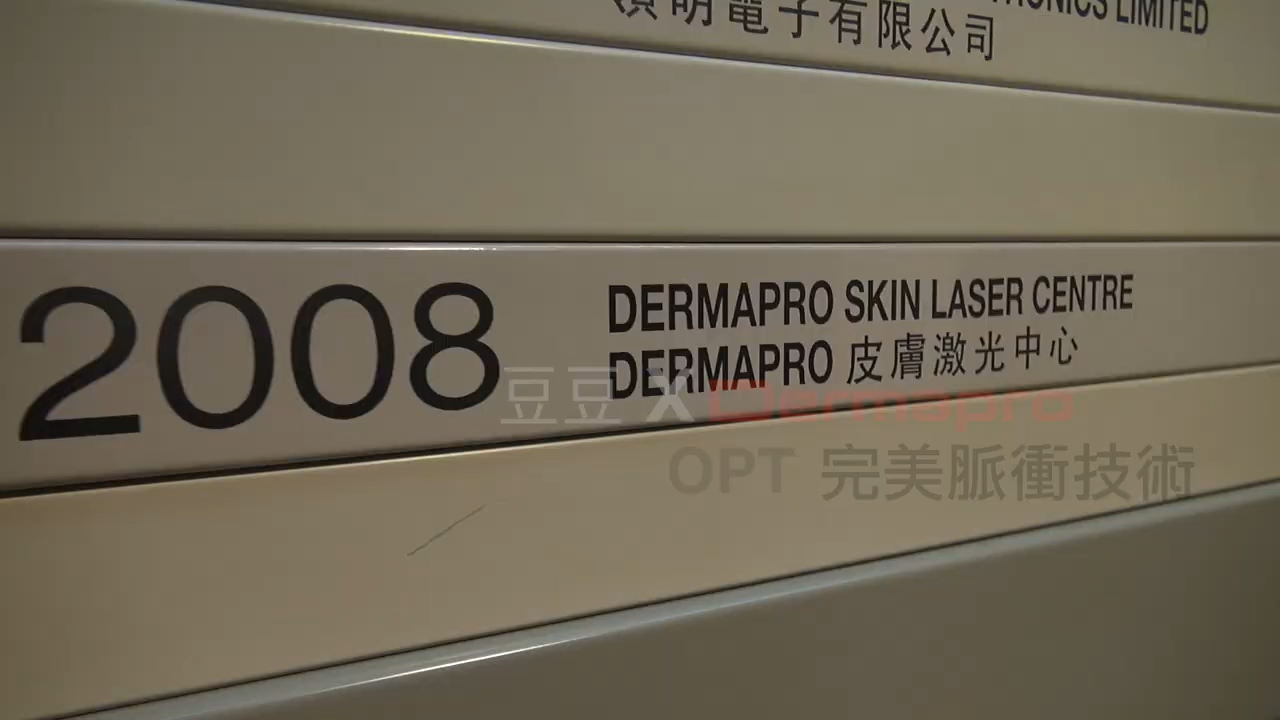 LIMITED
明電子有限公司
2008
DERMAPRO SKIN LASER CENTRE
DERMAPRO 皮膚激光中心
豆豆 X Dermapro
OPT 完美脈衝技術